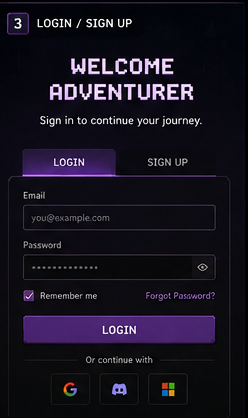 3 LOGIN / SIGN UP
WELCOME
ADVENTURER
Sign in to continue your journey.
LOGIN SIGN UP
Email
you@example.com
Password
•••••••••••••
Remember me Forgot Password?
LOGIN
Or continue with
G